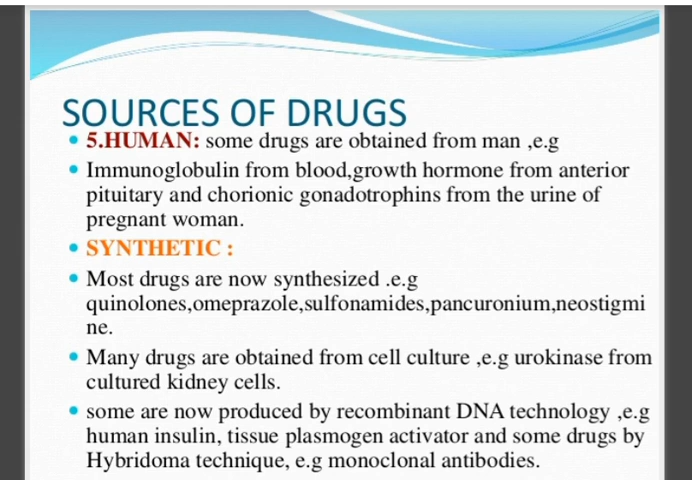 SOURCES OF DRUGS
5.HUMAN: some drugs are obtained from man ,e.g
Immunoglobulin from blood,growth hormone from anterior
pituitary and chorionic gonadotrophins from the urine of
pregnant woman.
SYNTHETIC :
Most drugs are now synthesized .e.g
quinolones,omeprazole,sulfonamides,pancuronium,neostigmi
ne.
Many drugs are obtained from cell culture ,e.g urokinase from
cultured kidney cells.
some are now produced by recombinant DNA technology ,e.g
human insulin, tissue plasmogen activator and some drugs by
Hybridoma technique, e.g monoclonal antibodies.